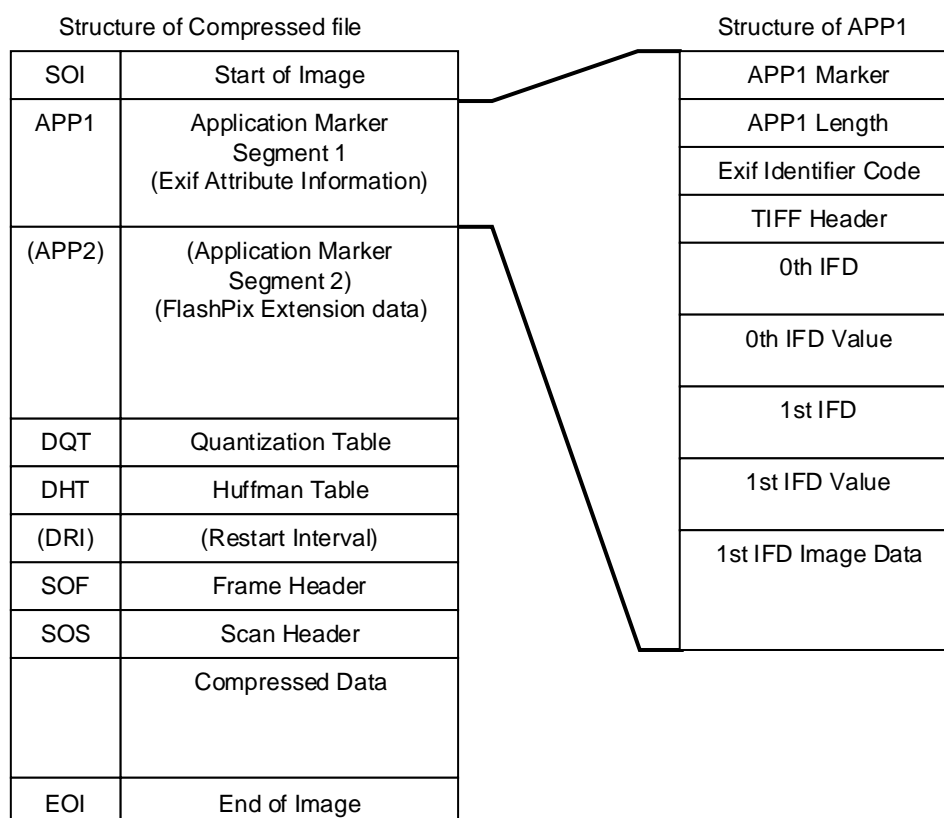 Structure of Compressed file
SOI Start of Image
APP1 Application Marker
Segment 1
(Exif Attribute Information)
(APP2) (Application Marker
Segment 2)
(FlashPix Extension data)
DQT Quantization Table
DHT Huffman Table
(DRI) (Restart Interval)
SOF Frame Header
SOS Scan Header
Compressed Data
EOI End of Image
Structure of APP1
APP1 Marker
APP1 Length
Exif Identifier Code
TIFF Header
0th IFD
0th IFD Value
1st IFD
1st IFD Value
1st IFD Image Data